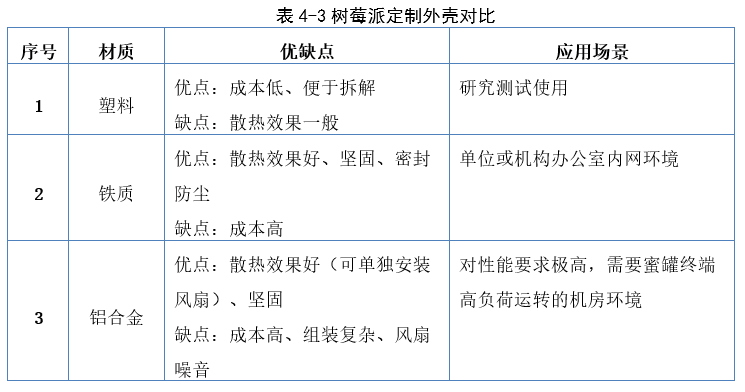 表 4-3 树莓派定制外壳对比
序号 材质 优缺点 应用场景
1 塑料 优点：成本低、便于拆解 研究测试使用
缺点：散热效果一般
2 铁质 优点：散热效果好、坚固、密封 单位或机构办公室内网环境
防尘
缺点：成本高
3 铝合金 优点：散热效果好（可单独安装 对性能要求极高，需要蜜罐终端
风扇）、坚固 高负荷运转的机房环境
缺点：成本高、组装复杂、风扇
噪音